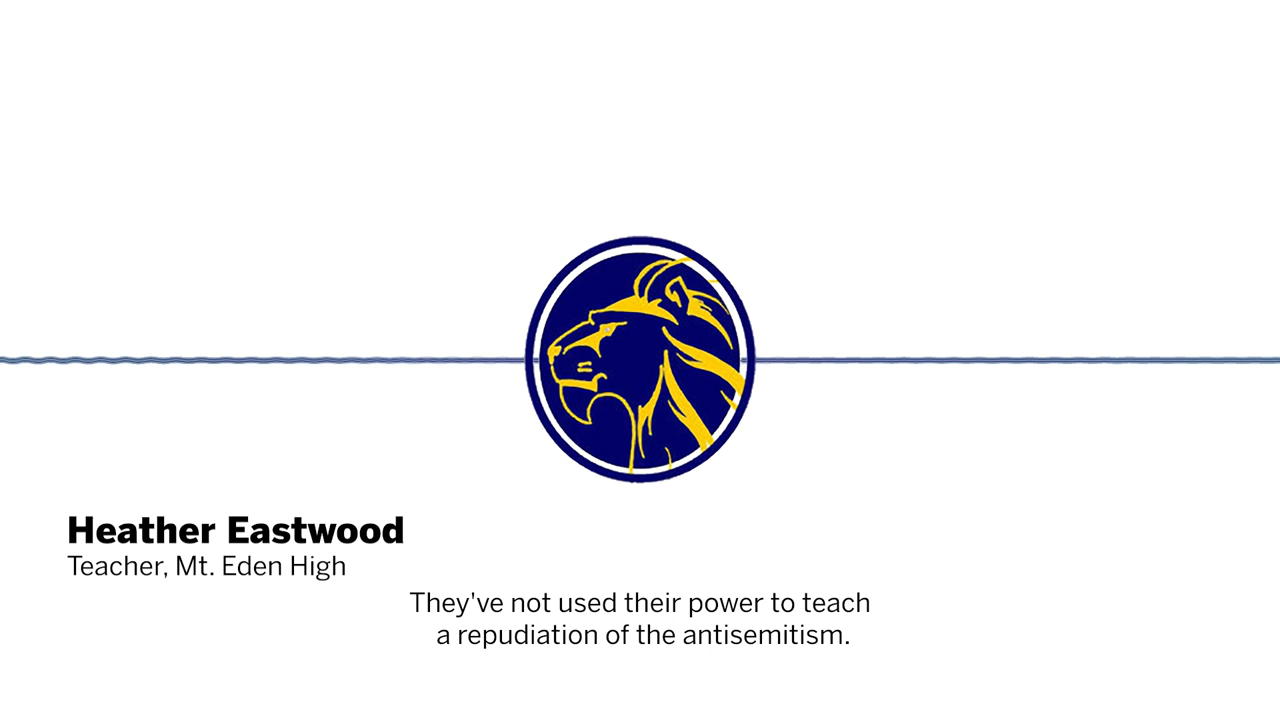 Heather Eastwood
Teacher, Mt. Eden High
They've not used their power to teach
a repudiation of the antisemitism.